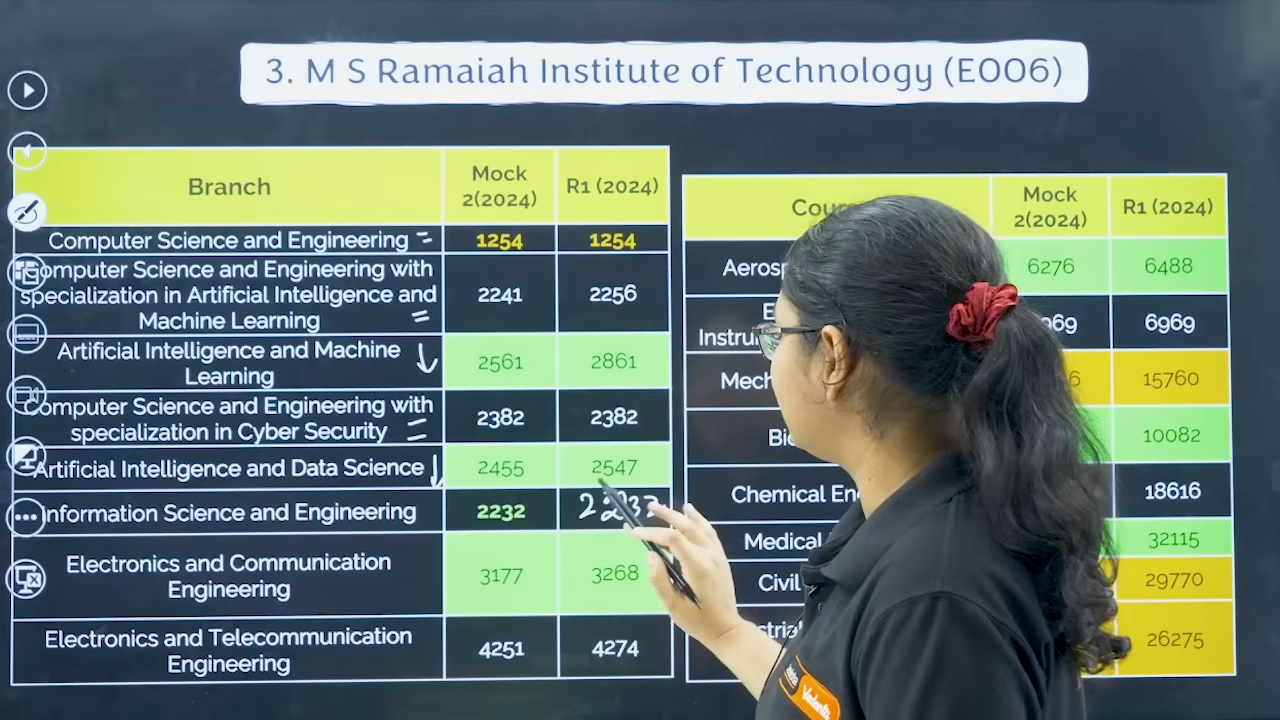 3. M S Ramaiah Institute of Technology (E006)
Branch
Mock
2(2024)
R1 (2024)
Computer Science and Engineering =
1254
1254
Computer Science and Engineering with
specialization in Artificial Intelligence and
Machine Learning =
2241
2256
Artificial Intelligence and Machine
Learning ↓
2561
2861
Computer Science and Engineering with
specialization in Cyber Security =
2382
2382
Artificial Intelligence and Data Science ↓
2455
2547
Information Science and Engineering
2232
Electronics and Communication
Engineering
3177
3268
Electronics and Telecommunication
Engineering
4251
4274
Mock
2(2024)
R1 (2024)
6276
6488
6969
15760
10082
Chemical
18616
Medical
32115
Civil
29770
26275
Vedantu